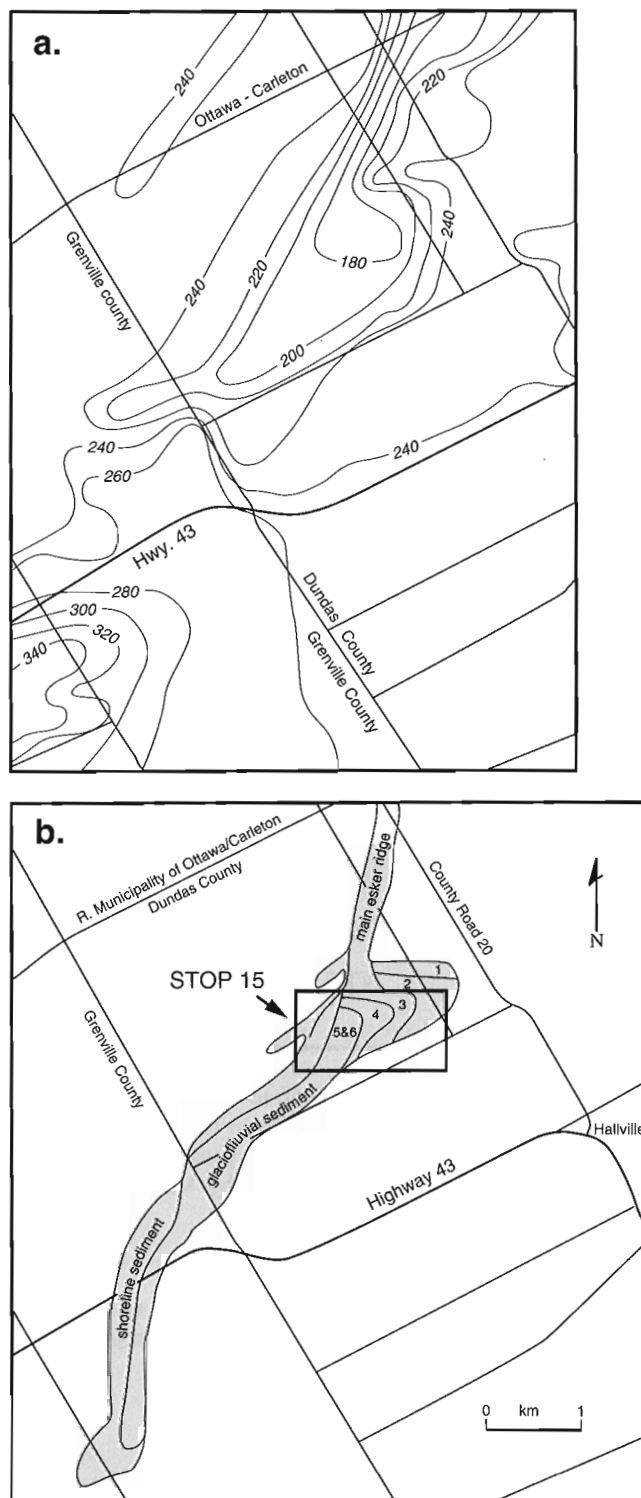 a.
240
Ottawa - Carleton
220
Grenville county
240
220
180
240
200
240
260
240
Hwy. 43
280
300
320
340
Dundas County
Grenville County
b.
R. Municipality of Ottawa/Carleton
Dundas County
main esker ridge
County Road 20
N
STOP 15
1
2
3
4
5&6
Grenville County
glaciofluvial sediment
Hallville
Highway 43
shoreline sediment
0 km 1